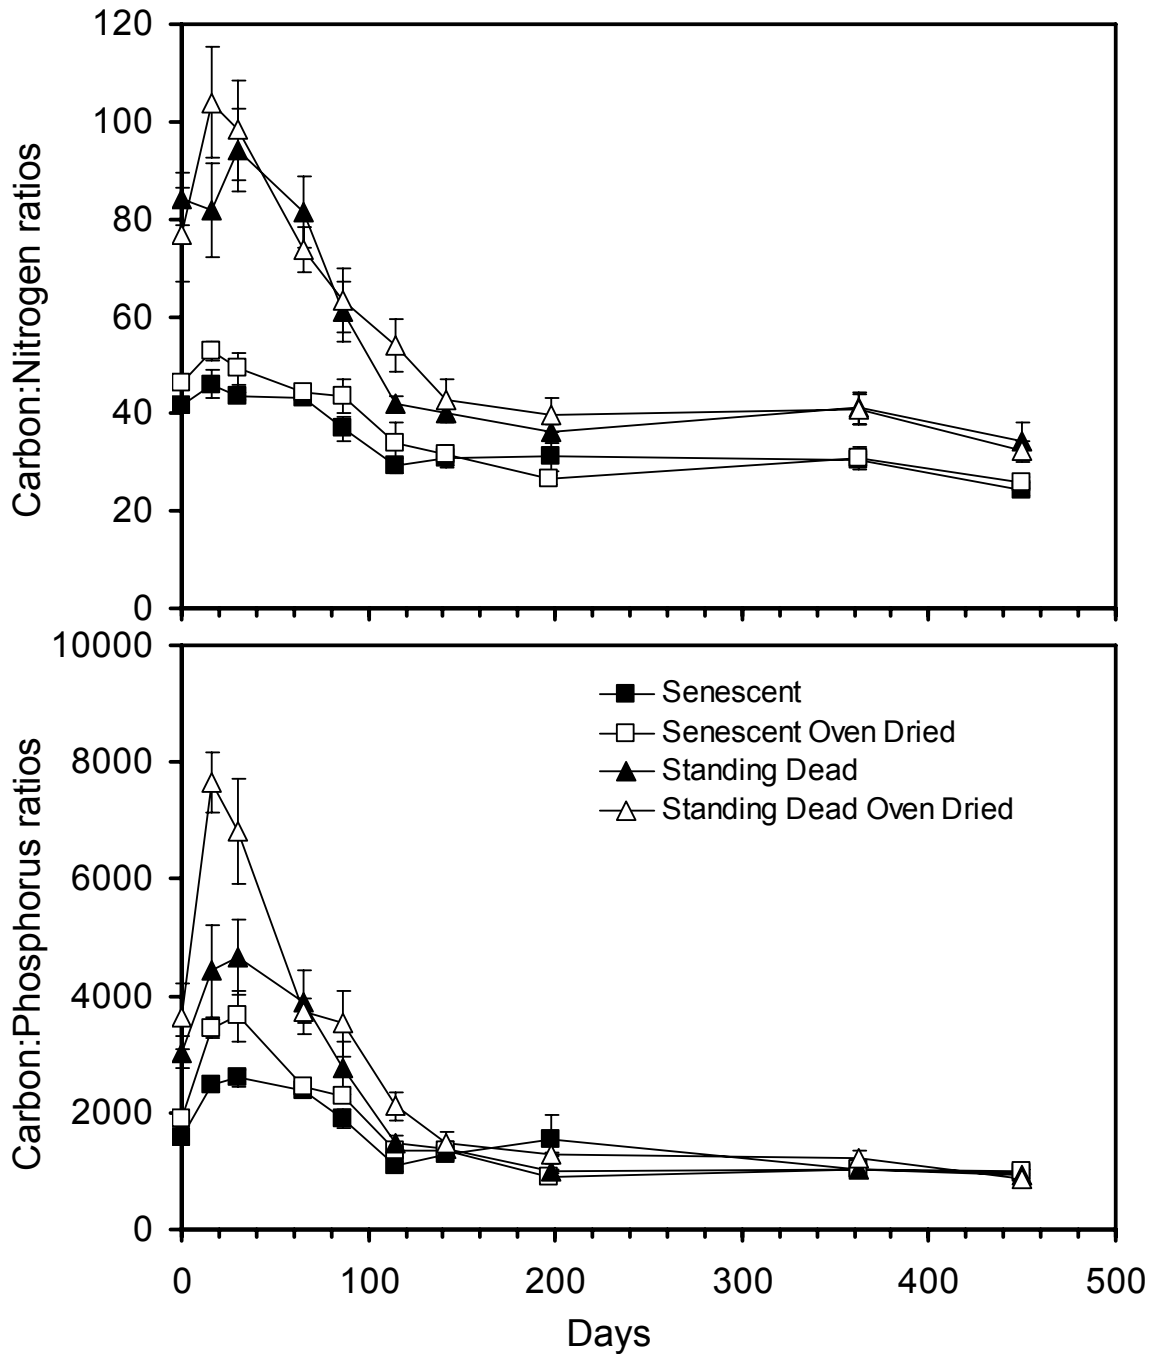 Carbon:Nitrogen ratios
120
100
80
60
40
20
0
Carbon:Phosphorus ratios
10000
8000
6000
4000
2000
0
Senescent
Senescent Oven Dried
Standing Dead
Standing Dead Oven Dried
0 100 200 300 400 500
Days